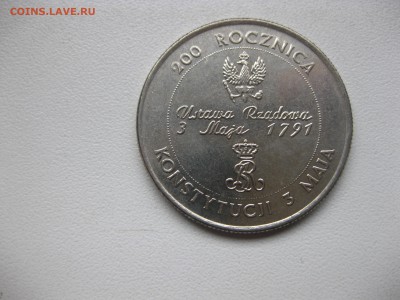 COINS.LAVE.RU
200 ROCZNICA
Ustawa Rządowa
3 Maja 1791
KONSTYTUCJI 3 MAJA